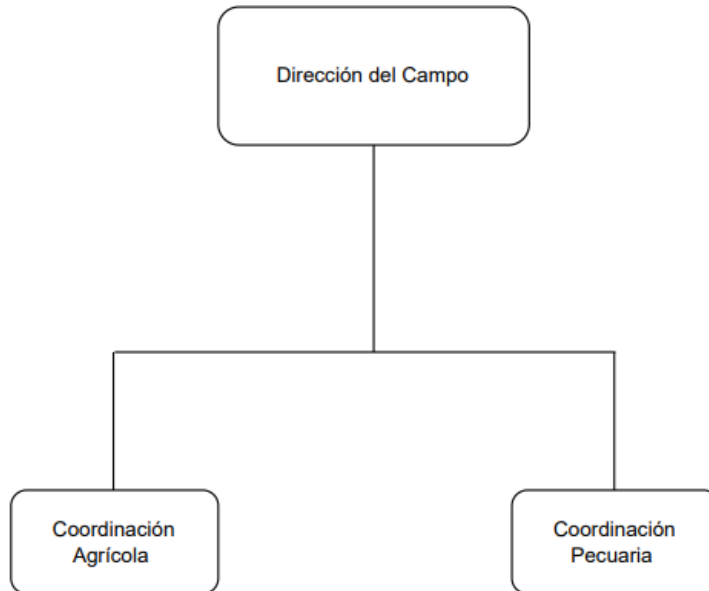 Dirección del Campo
Coordinación
Agrícola
Coordinación
Pecuaria